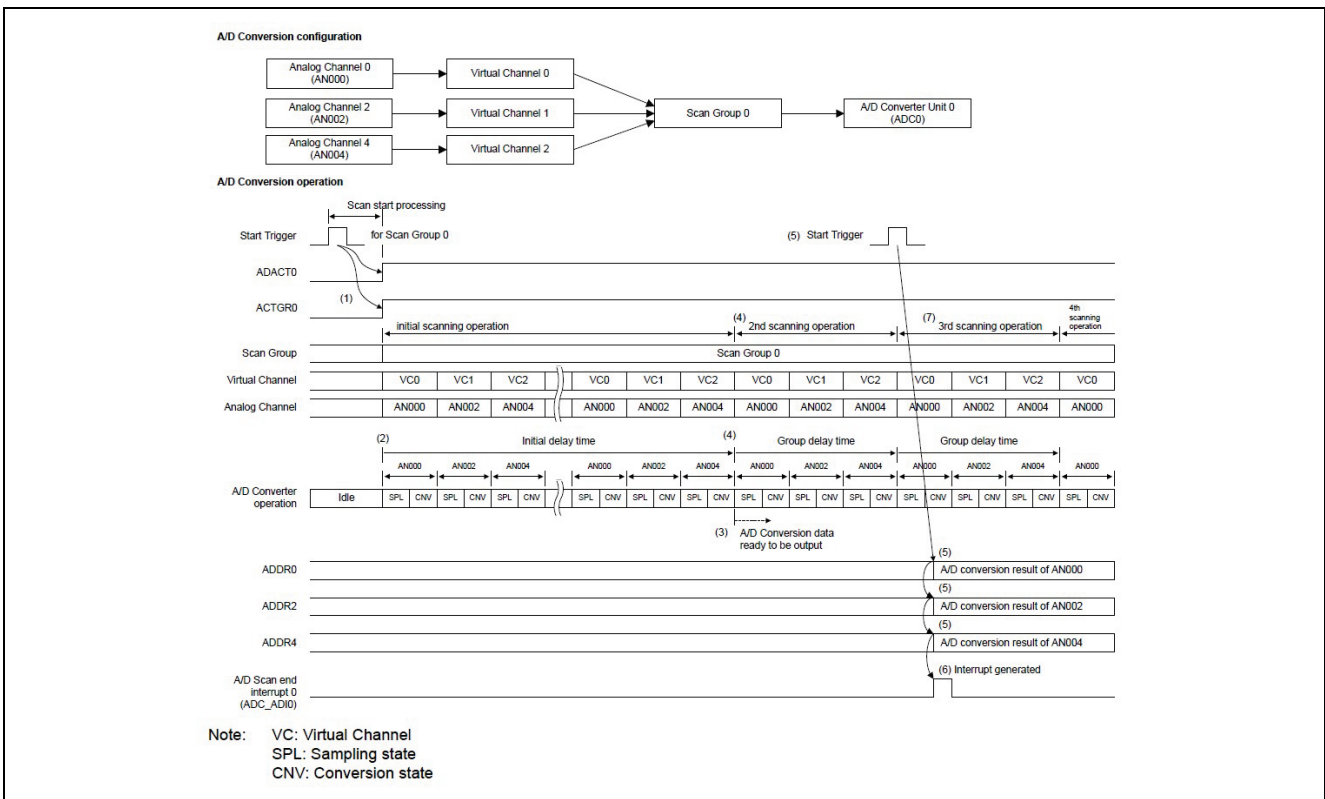 A/D Conversion configuration
Analog Channel 0
(AN000)
Virtual Channel 0
Analog Channel 2
(AN002)
Virtual Channel 1
Scan Group 0
A/D Converter Unit 0
(ADC0)
Analog Channel 4
(AN004)
Virtual Channel 2
A/D Conversion operation
Scan start processing
Start Trigger
for Scan Group 0
(5) Start Trigger
ADACT0
(1)
ACTGR0
initial scanning operation
(4)
2nd scanning operation
(7)
3rd scanning operation
4th
scanning
operation
Scan Group
Scan Group 0
Virtual Channel
VC0 VC1 VC2 VC0 VC1 VC2 VC0 VC1 VC2 VC0 VC1 VC2 VC0
Analog Channel
AN000 AN002 AN004 AN000 AN002 AN004 AN000 AN002 AN004 AN000 AN002 AN004 AN000
(2)
Initial delay time
(4)
Group delay time
Group delay time
AN000 AN002 AN004 AN000 AN002 AN004 AN000 AN002 AN004 AN000 AN002 AN004 AN000
A/D Converter
operation
Idle SPL CNV SPL CNV SPL CNV SPL CNV SPL CNV SPL CNV SPL CNV SPL CNV SPL CNV SPL CNV SPL CNV SPL CNV SPL CNV
(3) A/D Conversion data
ready to be output
(5)
ADDR0
A/D conversion result of AN000
(5)
ADDR2
A/D conversion result of AN002
(5)
ADDR4
A/D conversion result of AN004
(6) Interrupt generated
A/D Scan end
interrupt 0
(ADC_ADI0)
Note: VC: Virtual Channel
SPL: Sampling state
CNV: Conversion state